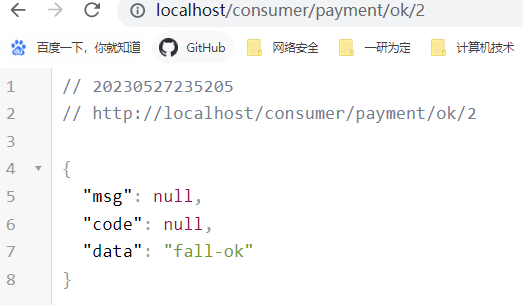 localhost/consumer/payment/ok/2
百度一下，你就知道 GitHub 网络安全 一研为定 计算机技术
1 // 20230527235205
2 // http://localhost/consumer/payment/ok/2
3
4 {
5 "msg": null,
6 "code": null,
7 "data": "fall-ok"
8 }